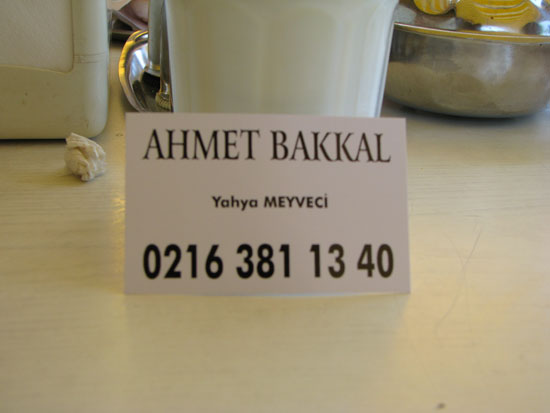 AHMET BAKKAL
Yahya MEYVECİ
0216 381 13 40